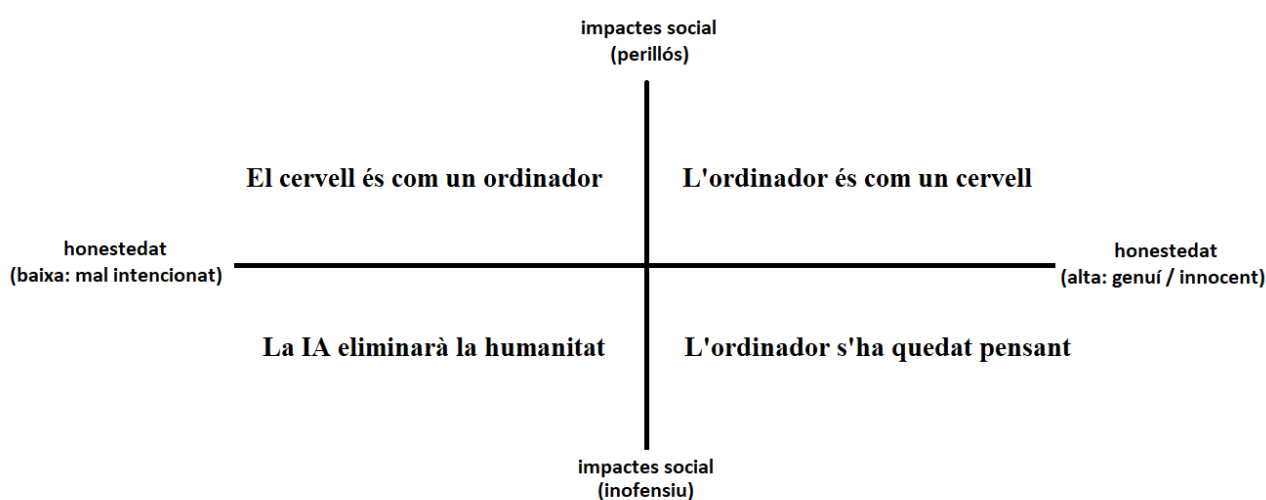 impactes social
(perillós)
El cervell és com un ordinador
L'ordinador és com un cervell
honestedat
(baixa: mal intencionat)
honestedat
(alta: genuí / innocent)
La IA eliminarà la humanitat
L'ordinador s'ha quedat pensant
impactes social
(inofensiu)